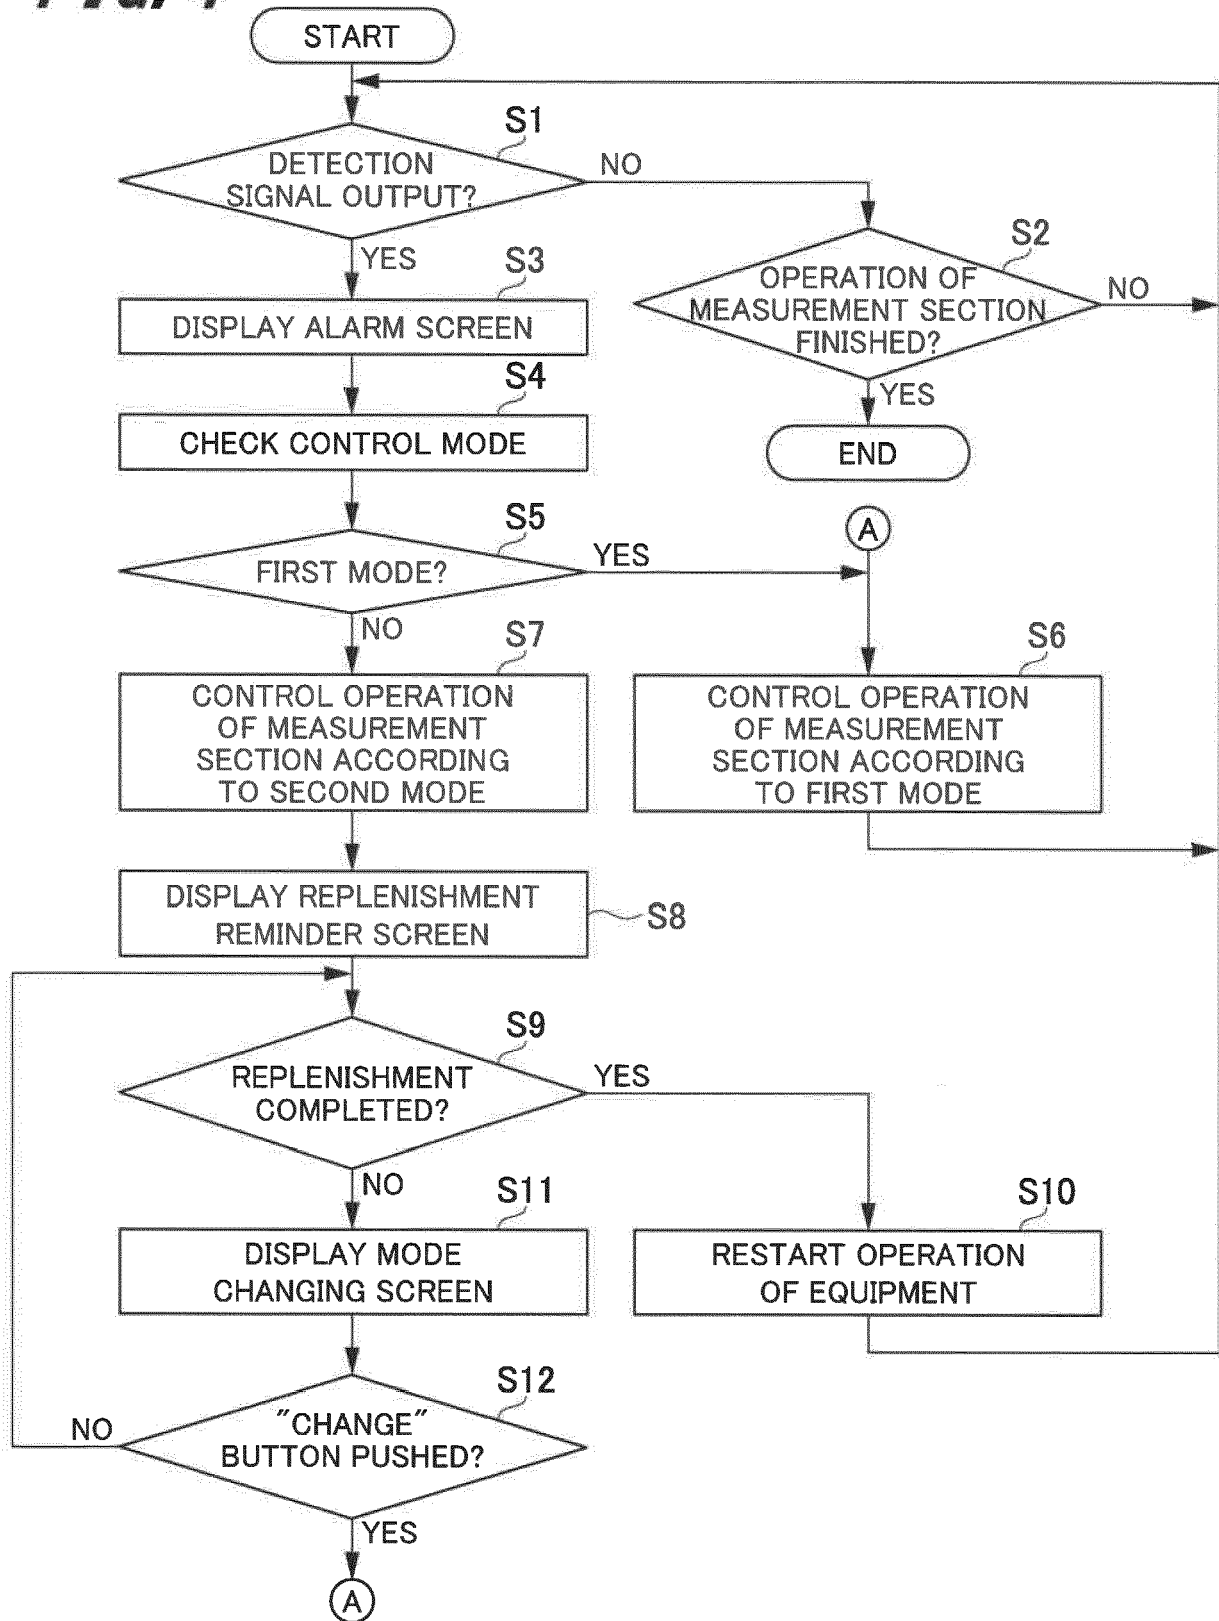 START
S1
DETECTION
SIGNAL OUTPUT?
NO
YES
S2
OPERATION OF
MEASUREMENT SECTION
FINISHED?
NO
YES
END
S3
DISPLAY ALARM SCREEN
S4
CHECK CONTROL MODE
S5
FIRST MODE?
YES
NO
A
S7
CONTROL OPERATION
OF MEASUREMENT
SECTION ACCORDING
TO SECOND MODE
S6
CONTROL OPERATION
OF MEASUREMENT
SECTION ACCORDING
TO FIRST MODE
DISPLAY REPLENISHMENT
REMINDER SCREEN
S8
S9
REPLENISHMENT
COMPLETED?
YES
NO
S11
DISPLAY MODE
CHANGING SCREEN
S10
RESTART OPERATION
OF EQUIPMENT
S12
"CHANGE"
BUTTON PUSHED?
NO
YES
A